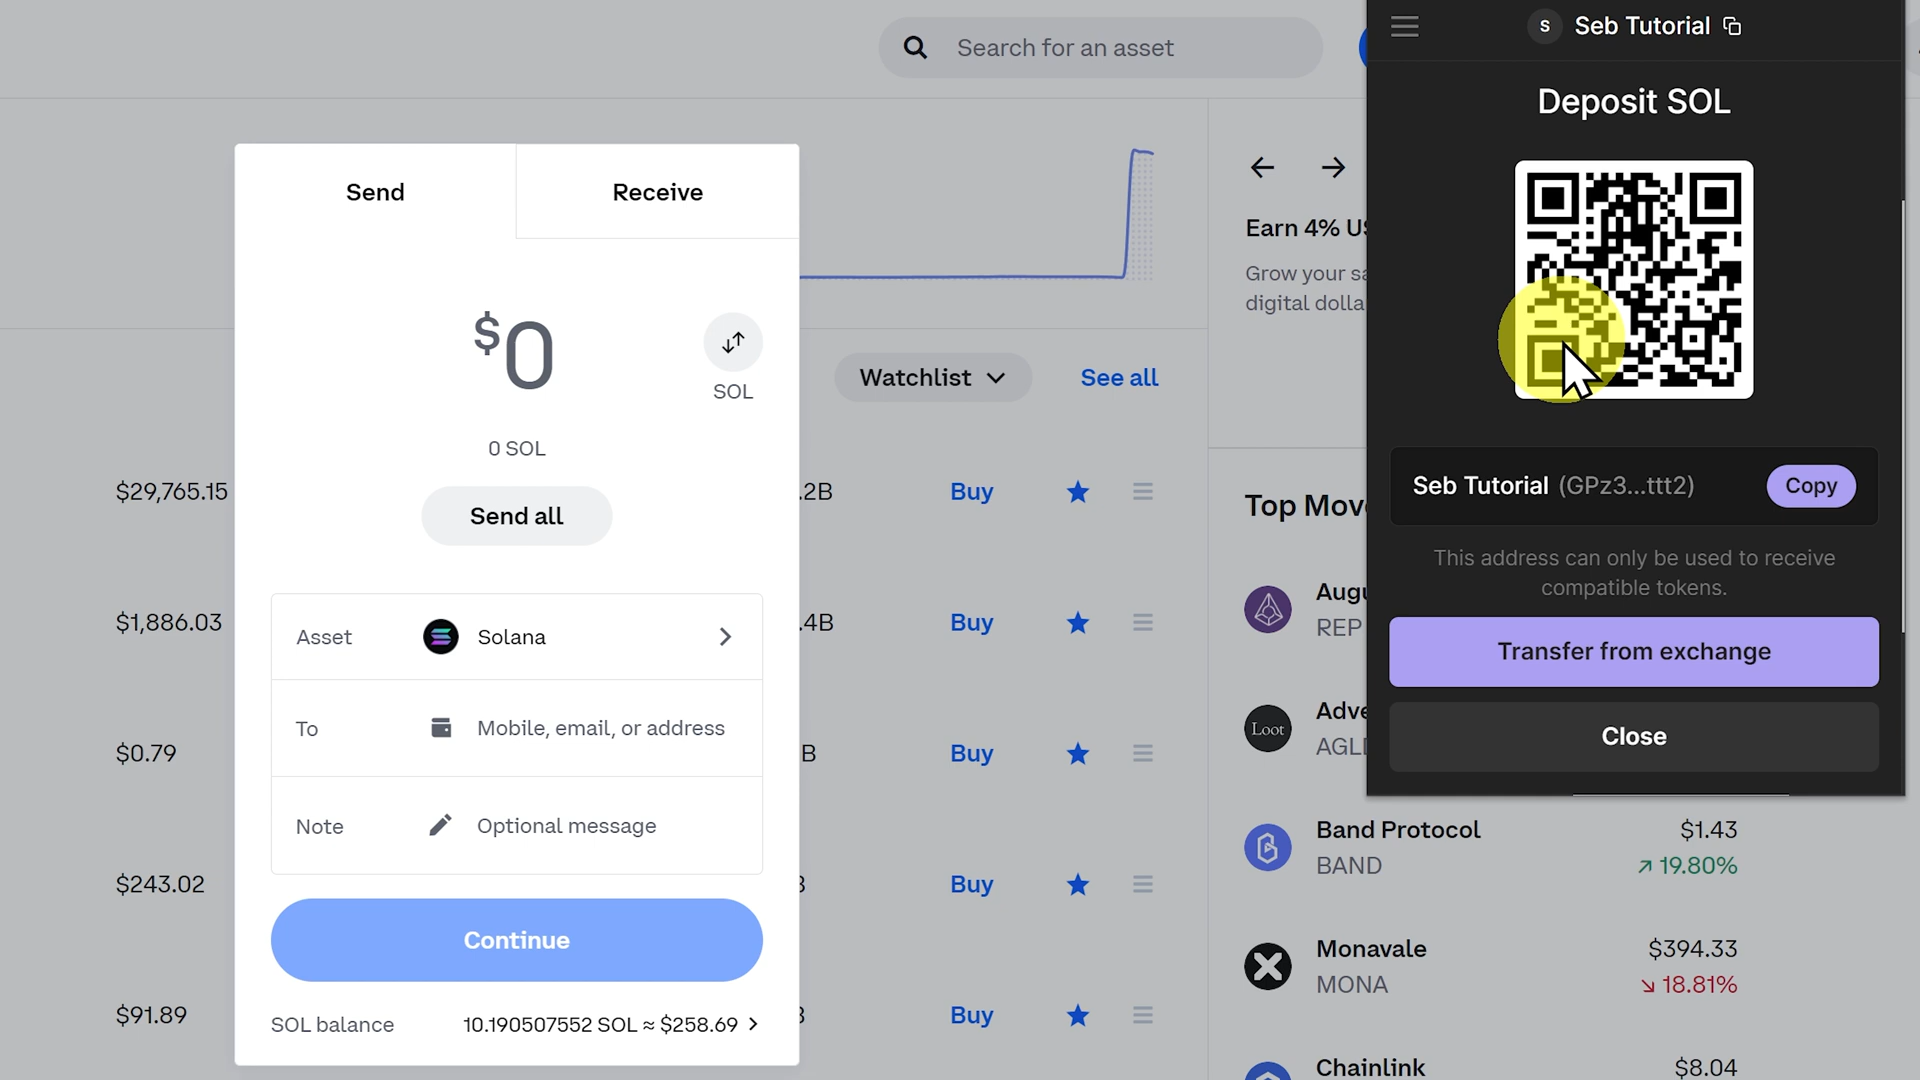 Search for an asset
Send
Receive
$0
SOL
0 SOL
Send all
Asset
Solana
To
Mobile, email, or address
Note
Optional message
Continue
SOL balance
10.190507552 SOL ≈ $258.69
Watchlist
See all
$29,765.15
.2B
Buy
$1,886.03
.4B
Buy
$0.79
B
Buy
$243.02
Buy
$91.89
Buy
Earn 4% US
Grow your sa
digital dolla
Top Mov
Augu
REP
Loot
Adve
AGL
Band Protocol
$1.43
BAND
19.80%
Monavale
$394.33
MONA
18.81%
Chainlink
$8.04
S
Seb Tutorial
Deposit SOL
Seb Tutorial (GPz3...ttt2)
Copy
This address can only be used to receive
compatible tokens.
Transfer from exchange
Close